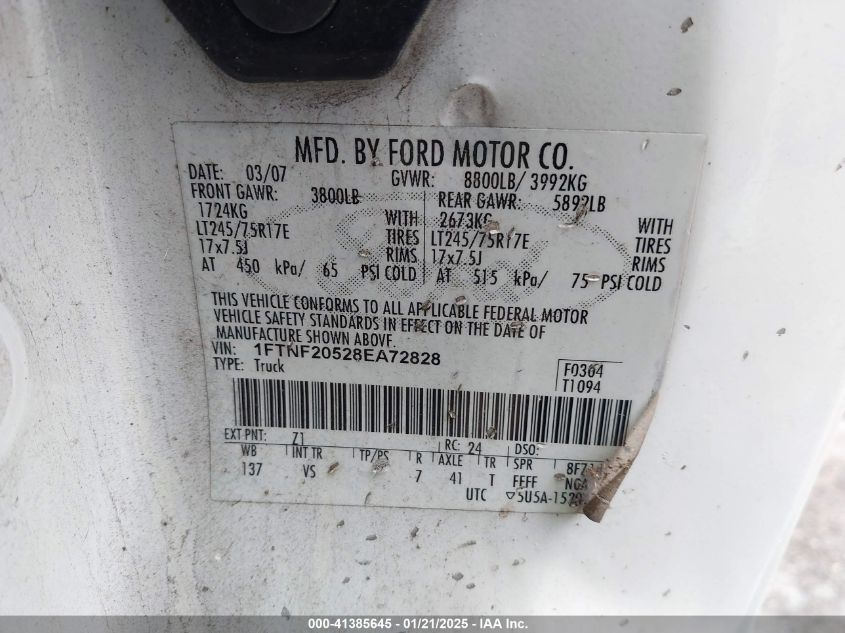 MFD. BY FORD MOTOR CO.
DATE: 03/07 GVWR: 8800LB/ 3992KG
FRONT GAWR: 3800LB REAR GAWR: 5892LB
1724KG WITH 2673KG WITH
LT245/75R17E TIRES LT245/75R17E TIRES
17x7.5J RIMS 17x7.5J RIMS
AT 450 kPa/ 65 PSI COLD AT 515 kPa/ 75 PSI COLD
THIS VEHICLE CONFORMS TO ALL APPLICABLE FEDERAL MOTOR
VEHICLE SAFETY STANDARDS IN EFFECT ON THE DATE OF
MANUFACTURE SHOWN ABOVE.
VIN: 1FTNF20528EA72828
TYPE: Truck
F0304
T1094
EXT PNT: Z1 RC: 24 DSO:
WB INT TR TP/PS R AXLE TR SPR
137 VS 7 41 T FFFF
UTC ▽5U5A-1520
000-41385645 - 01/21/2025 - IAA Inc.